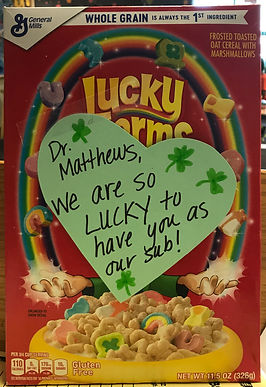 General Mills
WHOLE GRAIN IS ALWAYS THE 1ST INGREDIENT
FROSTED TOASTED
OAT CEREAL WITH
MARSHMALLOWS
Lucky
Dr.
Matthews,
We are so
LUCKY to
have you as
our sub!
Gluten
Free
NET WT 11.5 OZ (326g)